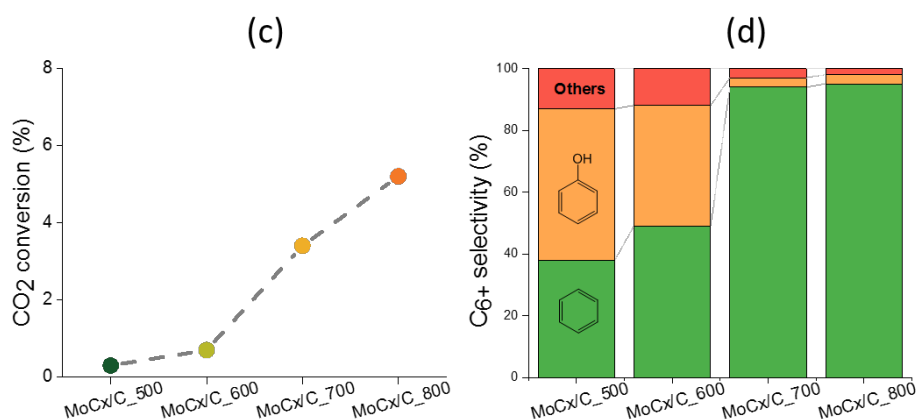 (c)
CO2 conversion (%)
8
6
4
2
0
MoCx/C_500
MoCx/C_600
MoCx/C_700
MoCx/C_800
(d)
C6+ selectivity (%)
100
80
60
40
20
0
Others
OH
MoCx/C_500
MoCx/C_600
MoCx/C_700
MoCx/C_800